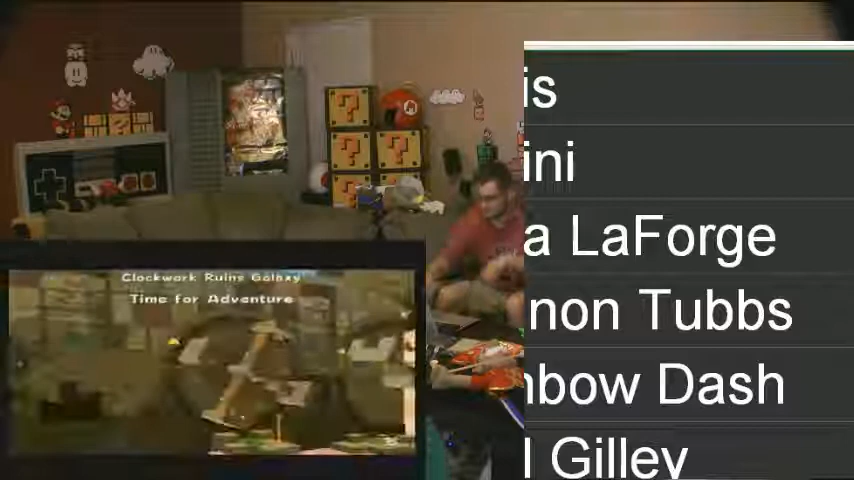 Clockwork Ruins Galaxy
Time for Adventure
is
ini
a LaForge
non Tubbs
nbow Dash
l Gilley